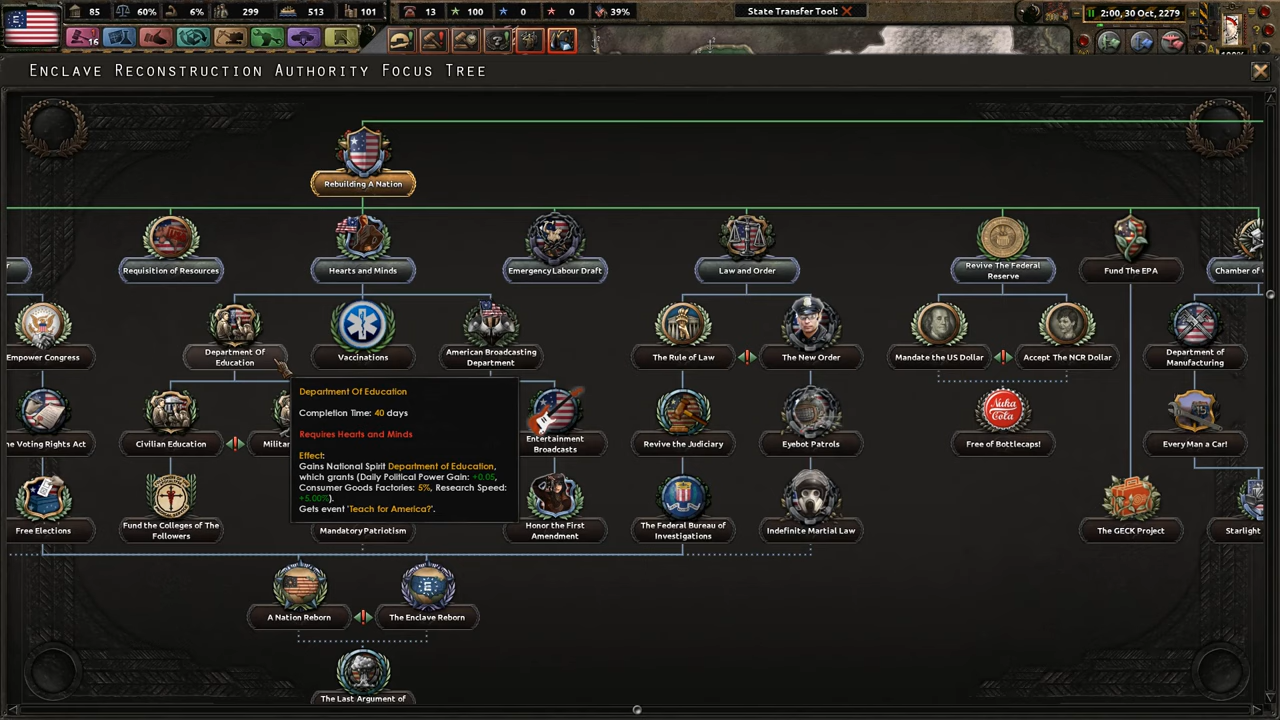 85 60% 6% 299 513 101 13 100 0 0 39% State Transfer Tool: 2:00, 30 Oct, 2279
16
ENCLAVE RECONSTRUCTION AUTHORITY FOCUS TREE
Rebuilding A Nation
Requisition of Resources
Hearts and Minds
Emergency Labour Draft
Law and Order
Revive The Federal
Reserve
Fund The EPA
Chamber of
Empower Congress
Department Of
Education
Vaccinations
American Broadcasting
Department
The Rule of Law
The New Order
Mandate the US Dollar
Accept The NCR Dollar
Department of
Manufacturing
Department Of Education
Completion Time: 40 days
Requires Hearts and Minds
Effect:
Gains National Spirit Department of Education,
which grants (Daily Political Power Gain: +0.05,
Consumer Goods Factories: 5%, Research Speed:
+5.00%).
Gets event 'Teach for America?'.
he Voting Rights Act
Civilian Education
Militar
Entertainment
Broadcasts
Revive the Judiciary
Eyebot Patrols
Nuka
Cola
Free of Bottlecaps!
Every Man a Car!
Free Elections
Fund the Colleges of The
Followers
Mandatory Patriotism
Honor the First
Amendment
The Federal Bureau of
Investigations
Indefinite Martial Law
The GECK Project
Starlight
A Nation Reborn
The Enclave Reborn
The Last Argument of